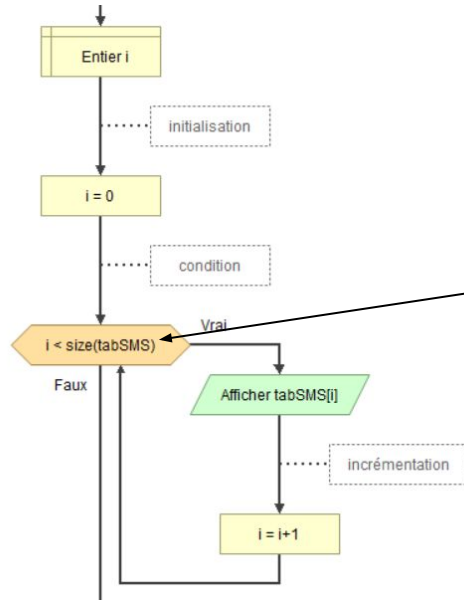 Entier i
initialisation
i = 0
condition
i < size(tabSMS)
Vrai
Faux
Afficher tabSMS[i]
incrémentation
i = i+1